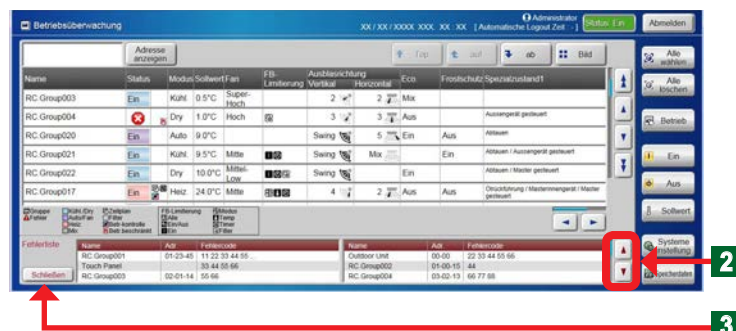 Betriebsüberwachung
XX / XX / XXXX XXX XX : XX [ Automatische Logout Zeit : - ]
Administrator
Status: Ein
Abmelden
Adresse anzeigen
Top
auf
ab
Bild
Alle wählen
Name Status Modus Sollwert Fan FB-Limitierung Ausblasrichtung Vertikal Horizontal Eco Frostschutz Spezialzustand1
Alle löschen
RC.Group003 Ein Kühl. 0.5°C Super-Hoch 2 2 Mix
RC.Group004 Dry 1.0°C Hoch 3 3 Aus Aussengerät gesteuert
Betrieb
RC.Group020 Ein Auto 9.0°C Swing 5 Ein Aus Abtauen
RC.Group021 Ein Kühl. 9.5°C Mitte Swing Mix Ein Abtauen / Aussengerät gesteuert
Ein
RC.Group022 Ein Dry 10.0°C Mittel-Low Swing Ein Abtauen / Master gesteuert
Aus
RC.Group017 Ein Heiz. 24.0°C Mitte 4 2 Aus Aus Ölrückführung / Masterinnengerät / Master gesteuert
Sollwert
Fehlerliste
Name Adr. Fehlercode Name Adr. Fehlercode
RC.Group001 01-23-45 11 22 33 44 55 ... Outdoor Unit 00-00 22 33 44 55 66
Touch Panel 33 44 55 66 RC.Group002 01-00-15 44
RC.Group003 02-01-14 55 66 RC.Group004 03-02-13 66 77 88
Schließen
Systeme
2
3